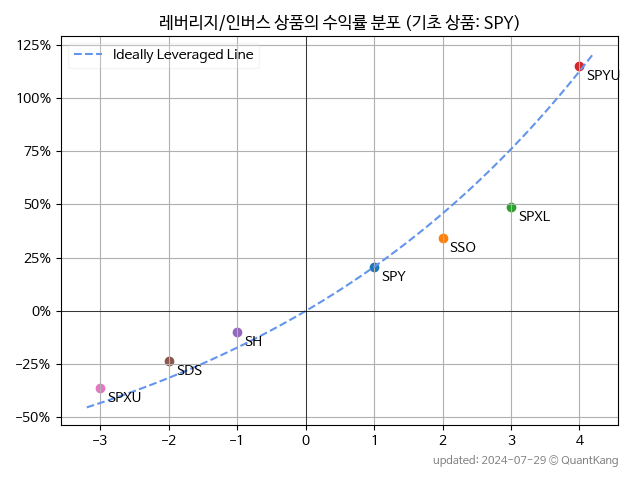 레버리지/인버스 상품의 수익률 분포 (기초 상품: SPY)
Ideally Leveraged Line
125%
100%
75%
50%
25%
0%
−25%
−50%
SPYU
SPXL
SSO
SPY
SH
SDS
SPXU
−3 −2 −1 0 1 2 3 4
updated: 2024-07-29 © QuantKang